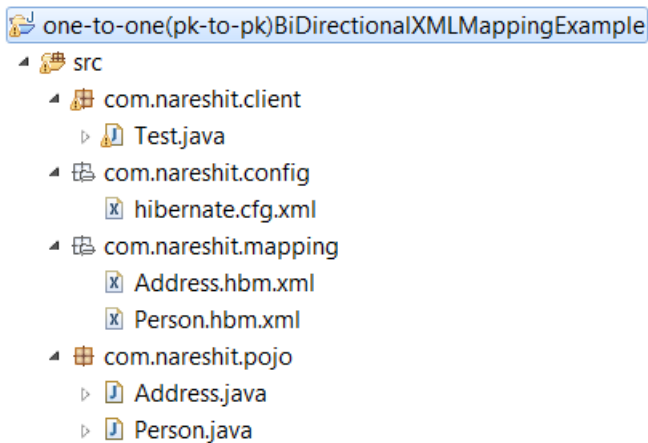 one-to-one(pk-to-pk)BiDirectionalXMLMappingExample
src
com.nareshit.client
Test.java
com.nareshit.config
hibernate.cfg.xml
com.nareshit.mapping
Address.hbm.xml
Person.hbm.xml
com.nareshit.pojo
Address.java
Person.java